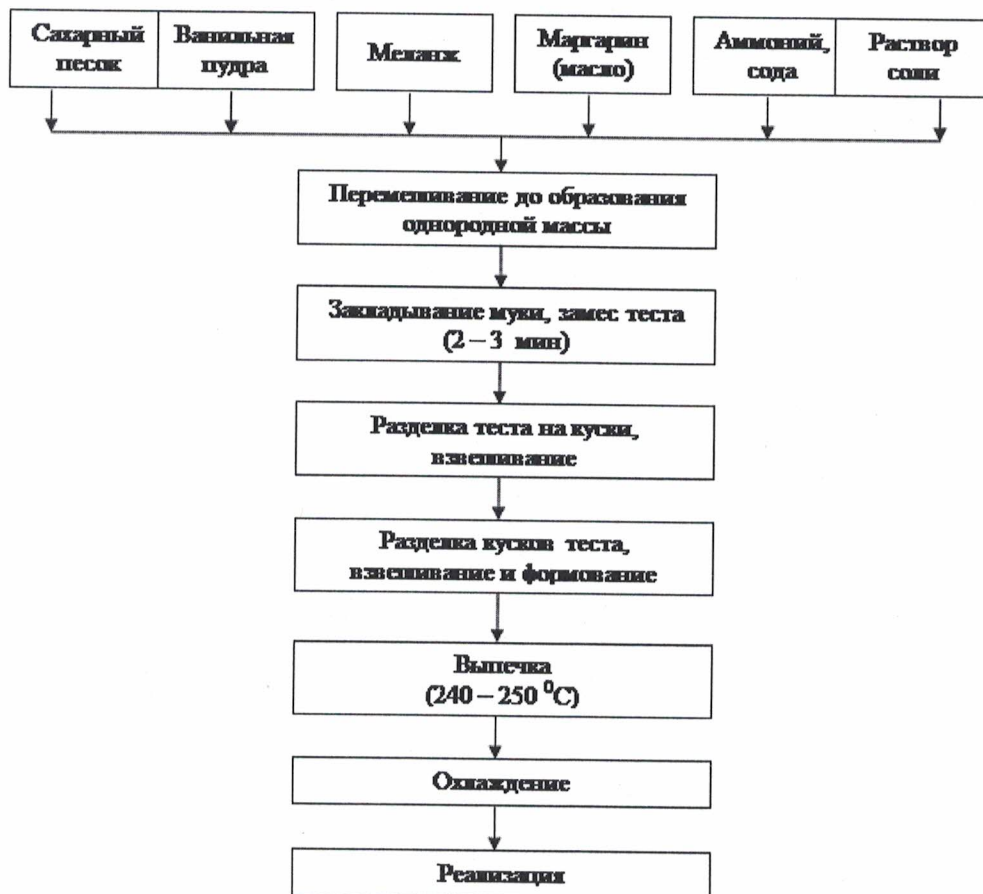 Сахарный
песок
Ванильная
пудра
Меланж
Маргарин
(масло)
Аммоний,
сода
Раствор
соли
Перемешивание до образования
однородной массы
Закладывание муки, замес теста
(2 – 3 мин)
Разделка теста на куски,
взвешивание
Разделка кусков теста,
взвешивание и формование
Выпечка
(240 – 250 ⁰С)
Охлаждение
Реализация